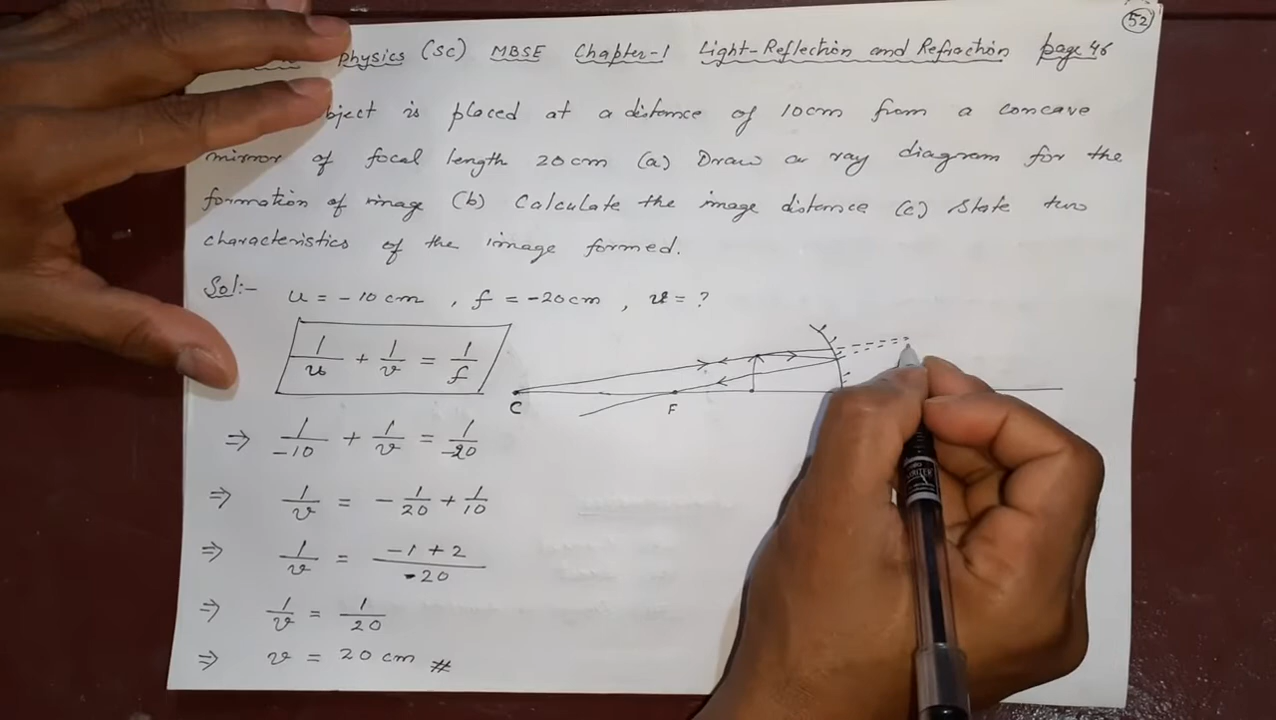 52
Physics (SC) MBSE Chapter-1 Light-Reflection and Refraction page 46
bject is placed at a distance of 10cm from a concave
mirror of focal length 20cm (a) Draw a ray diagram for the
formation of image (b) Calculate the image distance (c) State two
characteristics of the image formed.
Sol:- u = -10cm , f = -20cm , v = ?
1/u + 1/v = 1/f
C F
⇒ 1/-10 + 1/v = 1/-20
⇒ 1/v = -1/20 + 1/10
⇒ 1/v = -1+2/20
⇒ 1/v = 1/20
⇒ v = 20 cm #